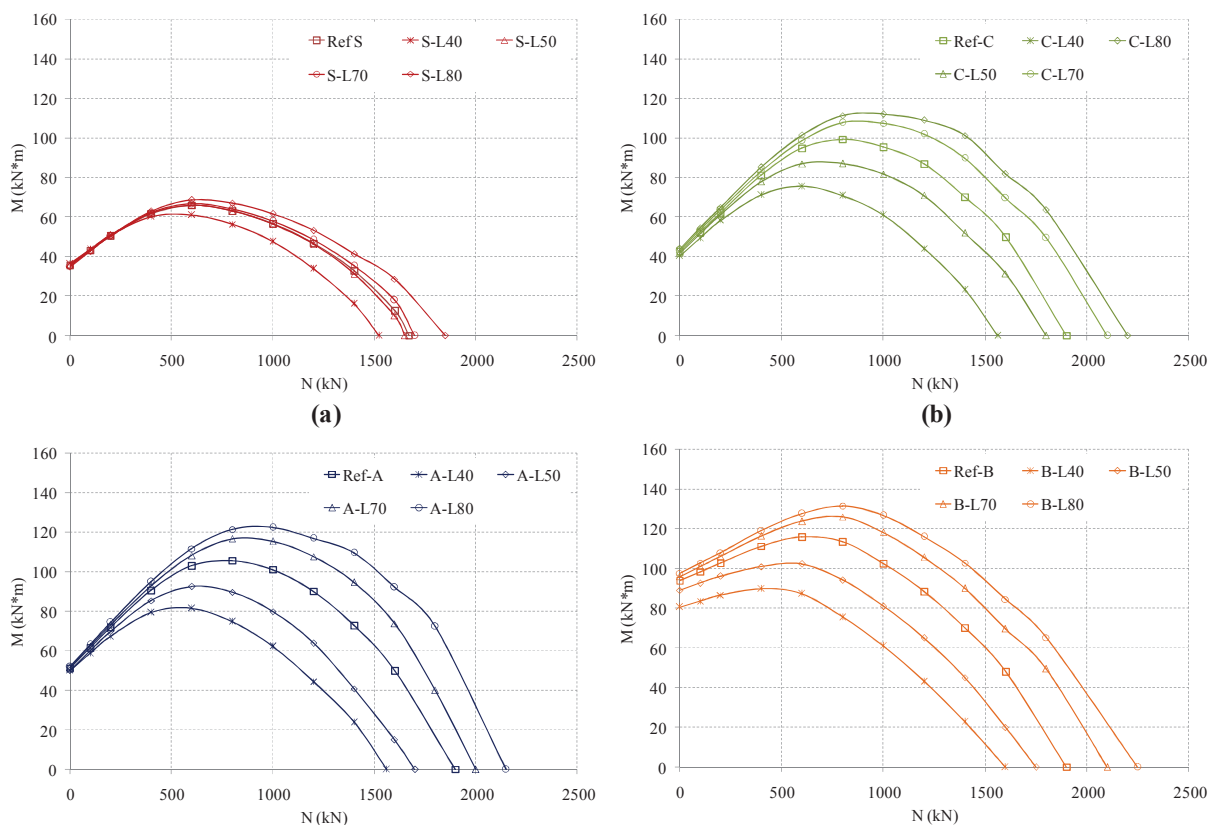 160
140
120
100
80
60
40
20
0
M (kN*m)
Ref S S-L40 S-L50
S-L70 S-L80
0 500 1000 1500 2000 2500
N (kN)
(a)
160
140
120
100
80
60
40
20
0
M (kN*m)
Ref-C C-L40 C-L80
C-L50 C-L70
0 500 1000 1500 2000 2500
N (kN)
(b)
160
140
120
100
80
60
40
20
0
M (kN*m)
Ref-A A-L40 A-L50
A-L70 A-L80
0 500 1000 1500 2000 2500
N (kN)
160
140
120
100
80
60
40
20
0
M (kN*m)
Ref-B B-L40 B-L50
B-L70 B-L80
0 500 1000 1500 2000 2500
N (kN)